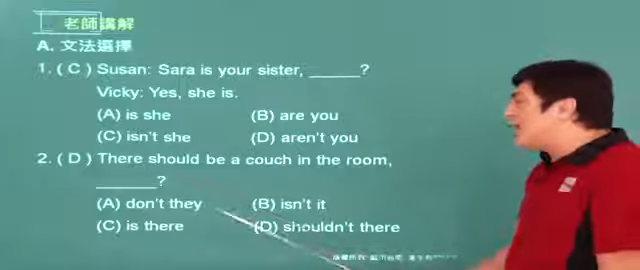 老師講解
A. 文法選擇
1. ( C ) Susan: Sara is your sister, _____?
Vicky: Yes, she is.
(A) is she (B) are you
(C) isn't she (D) aren't you
2. ( D ) There should be a couch in the room,
______?
(A) don't they (B) isn't it
(C) is there (D) shouldn't there